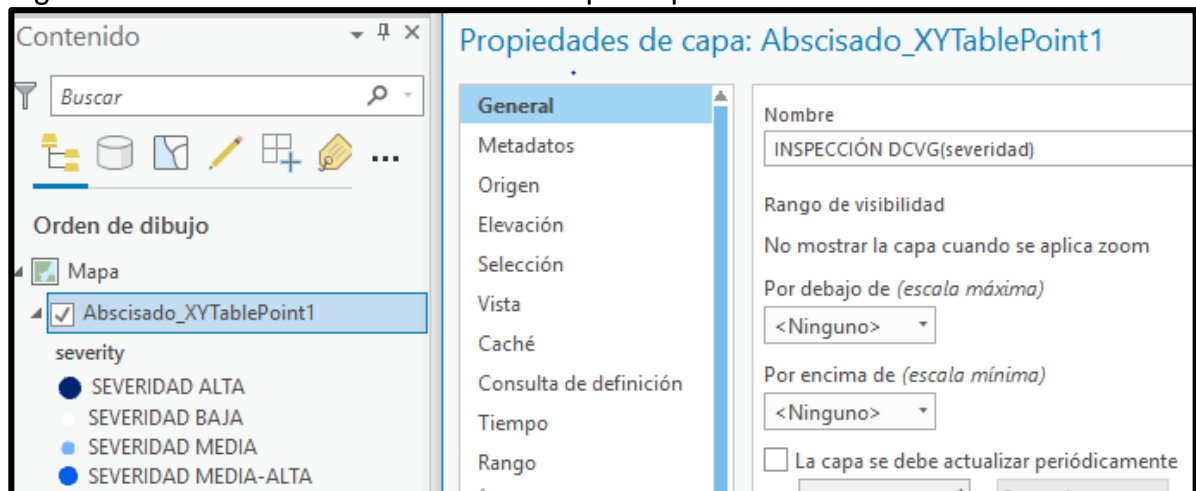 Contenido
Buscar
Orden de dibujo
Mapa
Abscisado_XYTablePoint1
severity
SEVERIDAD ALTA
SEVERIDAD BAJA
SEVERIDAD MEDIA
SEVERIDAD MEDIA-ALTA
Propiedades de capa: Abscisado_XYTablePoint1
General
Metadatos
Origen
Elevación
Selección
Vista
Caché
Consulta de definición
Tiempo
Rango
Nombre
INSPECCIÓN DCVG(severidad)
Rango de visibilidad
No mostrar la capa cuando se aplica zoom
Por debajo de (escala máxima)
<Ninguno>
Por encima de (escala mínima)
<Ninguno>
La capa se debe actualizar periódicamente